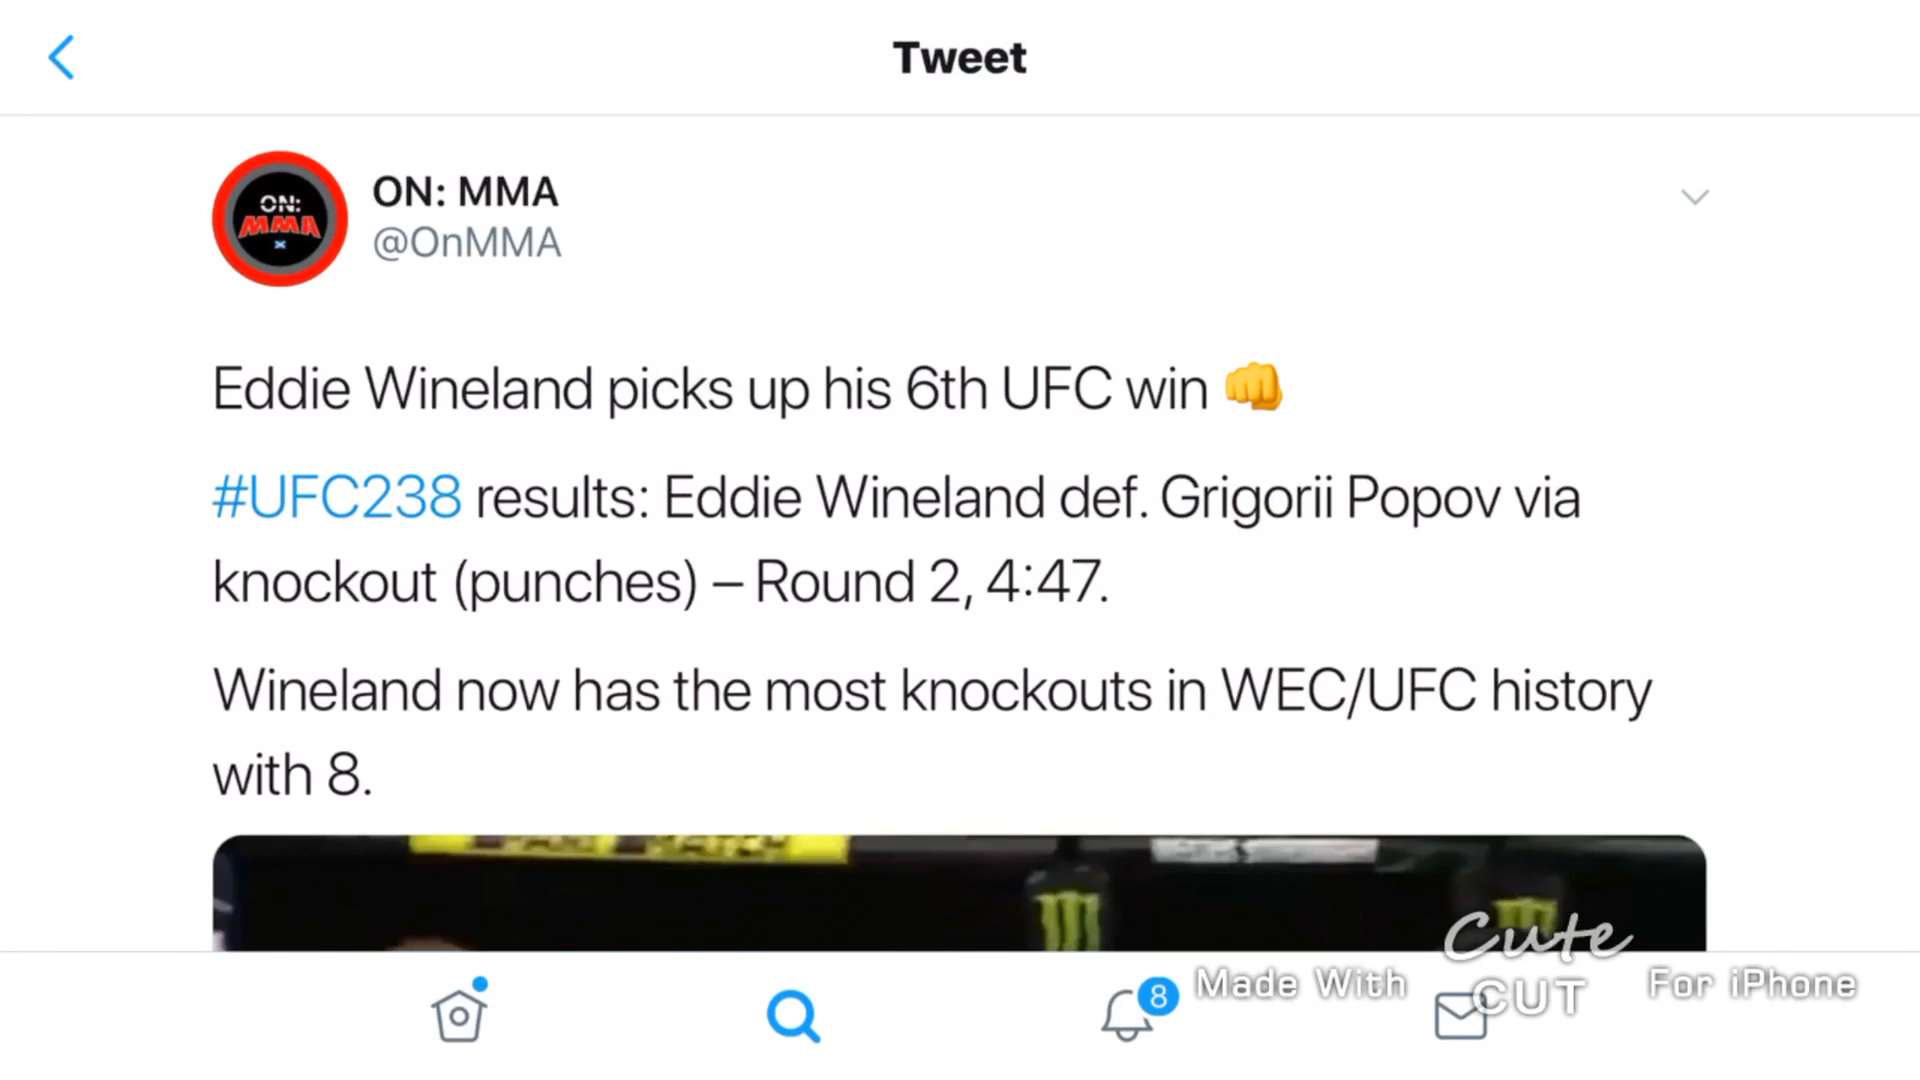 Tweet
ON:
MMA
ON: MMA
@OnMMA
Eddie Wineland picks up his 6th UFC win 👊
#UFC238 results: Eddie Wineland def. Grigorii Popov via
knockout (punches) – Round 2, 4:47.
Wineland now has the most knockouts in WEC/UFC history
with 8.
8
Made With Cute CUT For iPhone